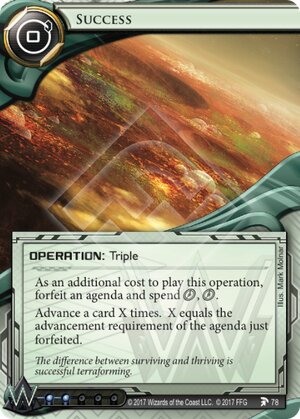 SUCCESS
0
OPERATION: Triple
As an additional cost to play this operation,
forfeit an agenda and spend
Advance a card X times. X equals the
advancement requirement of the agenda just
forfeited.
The difference between surviving and thriving is
successful terraforming.
Illus. Mark Molnar
© 2017 Wizards of the Coast LLC. © 2017 FFG
78